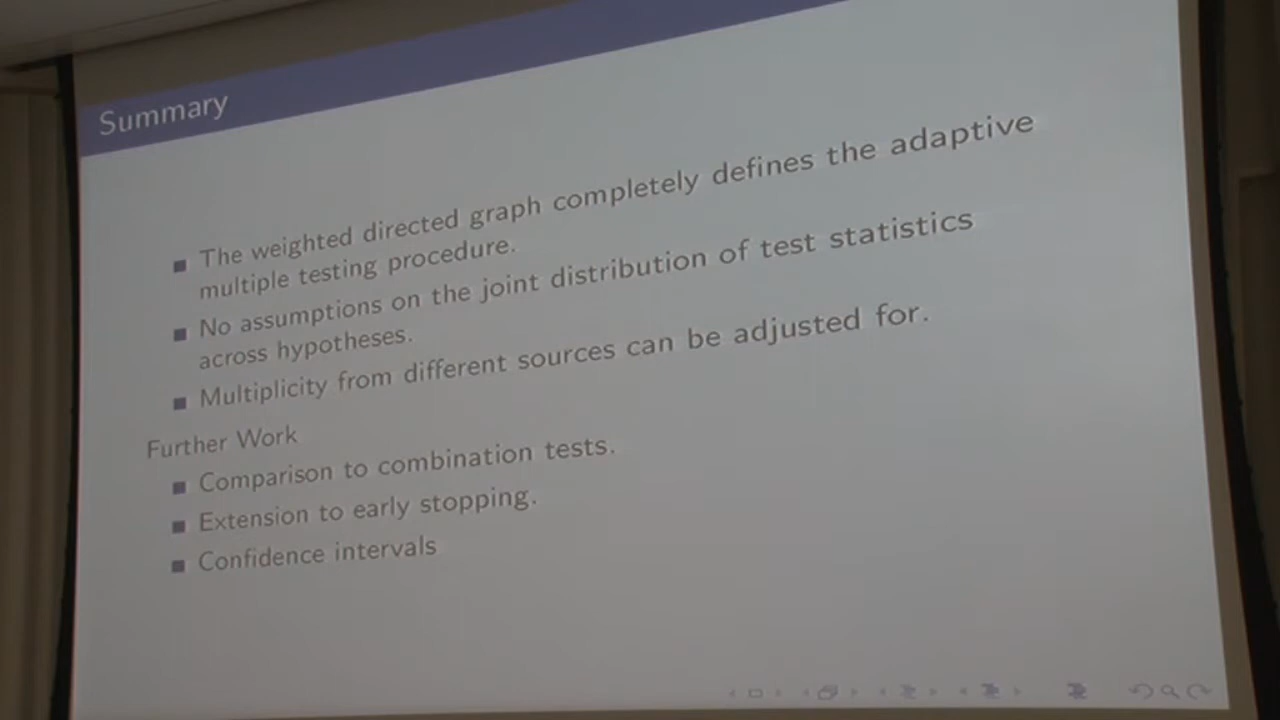 Summary
The weighted directed graph completely defines the adaptive
multiple testing procedure.
No assumptions on the joint distribution of test statistics
across hypotheses.
Multiplicity from different sources can be adjusted for.
Further Work
Comparison to combination tests.
Extension to early stopping.
Confidence intervals